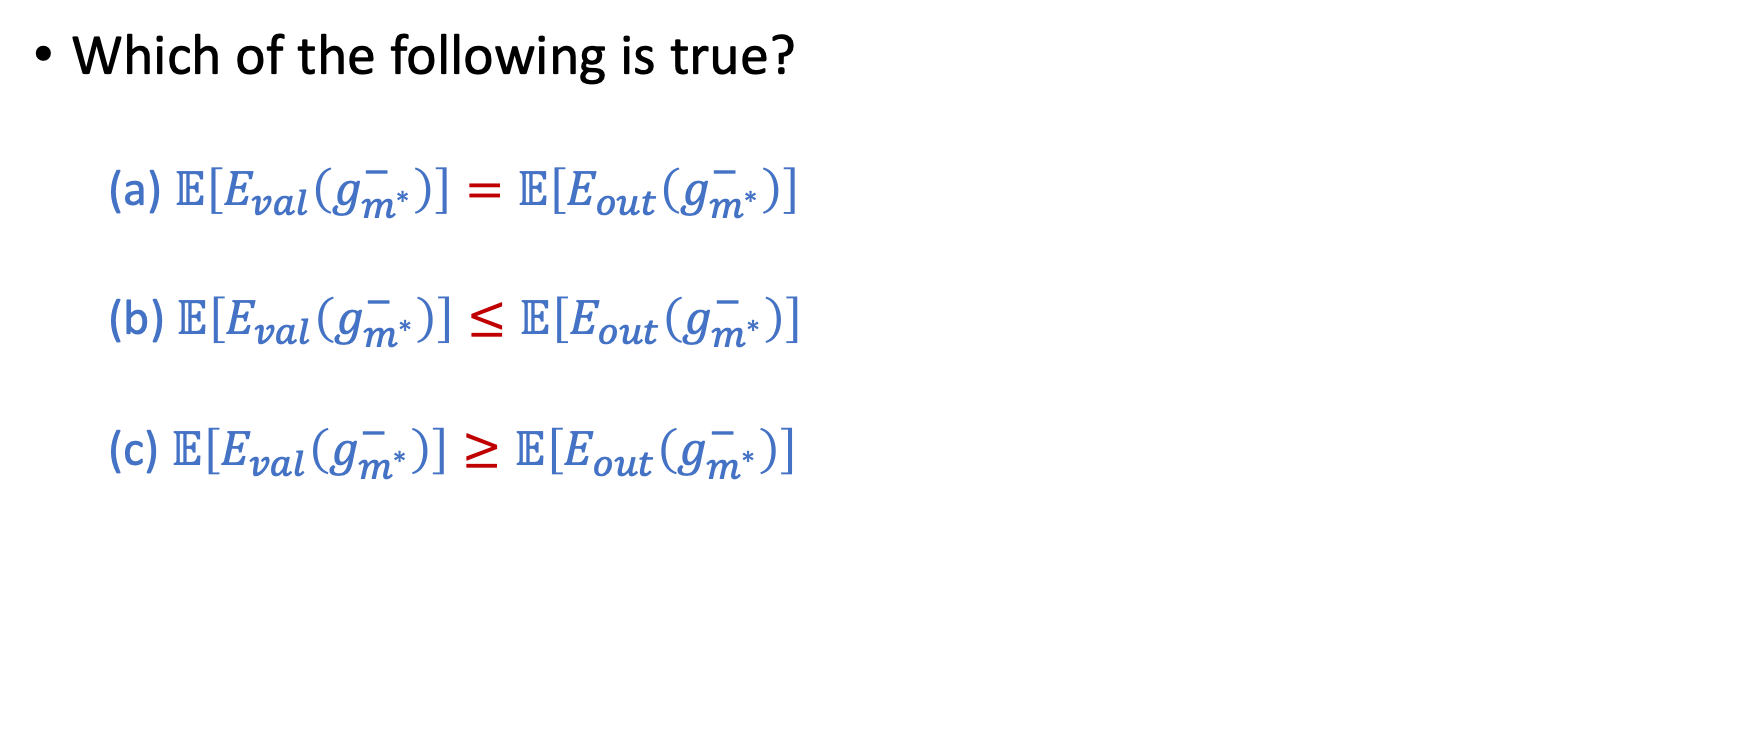 • Which of the following is true?
(a) 𝔼[E_val(g⁻_m*)] = 𝔼[E_out(g⁻_m*)]
(b) 𝔼[E_val(g⁻_m*)] ≤ 𝔼[E_out(g⁻_m*)]
(c) 𝔼[E_val(g⁻_m*)] ≥ 𝔼[E_out(g⁻_m*)]